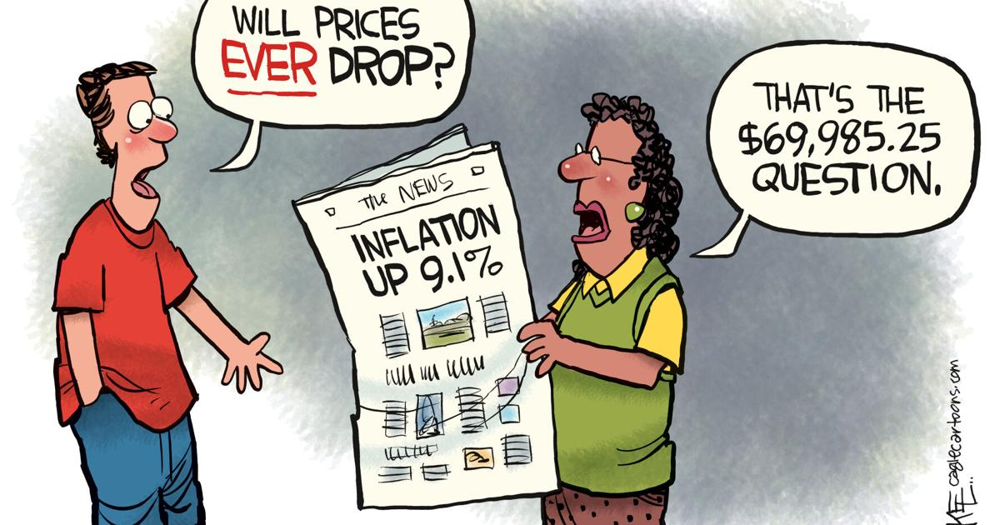 WILL PRICES
EVER DROP?
THAT'S THE
$69,985.25
QUESTION.
The NEWS
INFLATION
UP 9.1%
caglecartoons.com